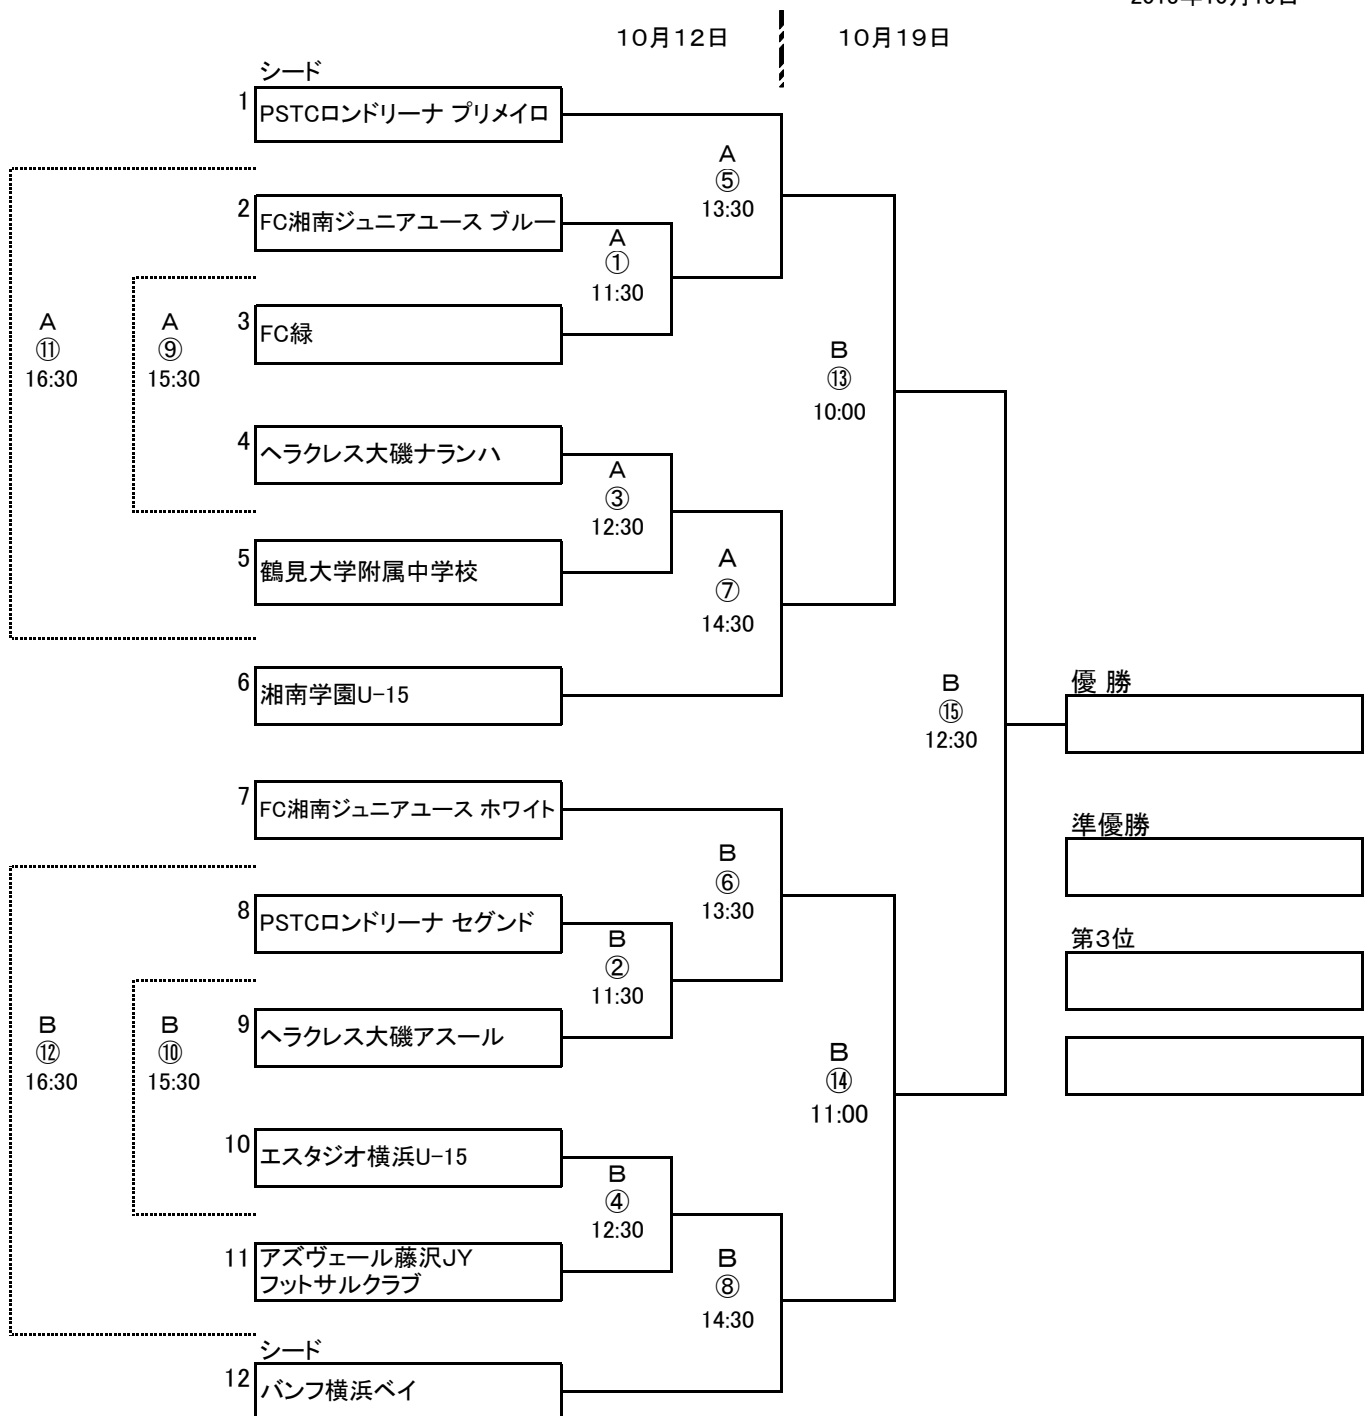 10月12日
10月19日
シード
1
PSTCロンドリーナ プリメイロ
A
⑤
13:30
2
FC湘南ジュニアユース ブルー
A
①
11:30
3
FC緑
A
⑪
16:30
A
⑨
15:30
B
⑬
10:00
4
ヘラクレス大磯ナランハ
A
③
12:30
5
鶴見大学附属中学校
A
⑦
14:30
6
湘南学園U-15
B
⑮
12:30
優 勝
7
FC湘南ジュニアユース ホワイト
準優勝
B
⑥
13:30
8
PSTCロンドリーナ セグンド
B
②
11:30
第3位
9
ヘラクレス大磯アスール
B
⑫
16:30
B
⑩
15:30
B
⑭
11:00
10
エスタジオ横浜U-15
B
④
12:30
11
アズヴェール藤沢JY
フットサルクラブ
B
⑧
14:30
シード
12
バンフ横浜ベイ